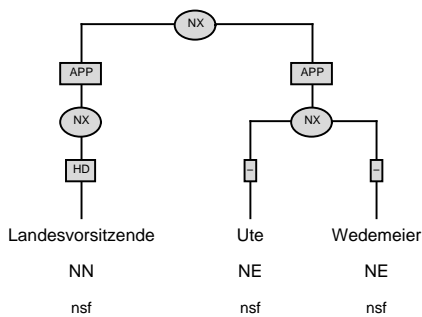 NX
APP APP
NX NX
HD – –
Landesvorsitzende Ute Wedemeier
NN NE NE
nsf nsf nsf